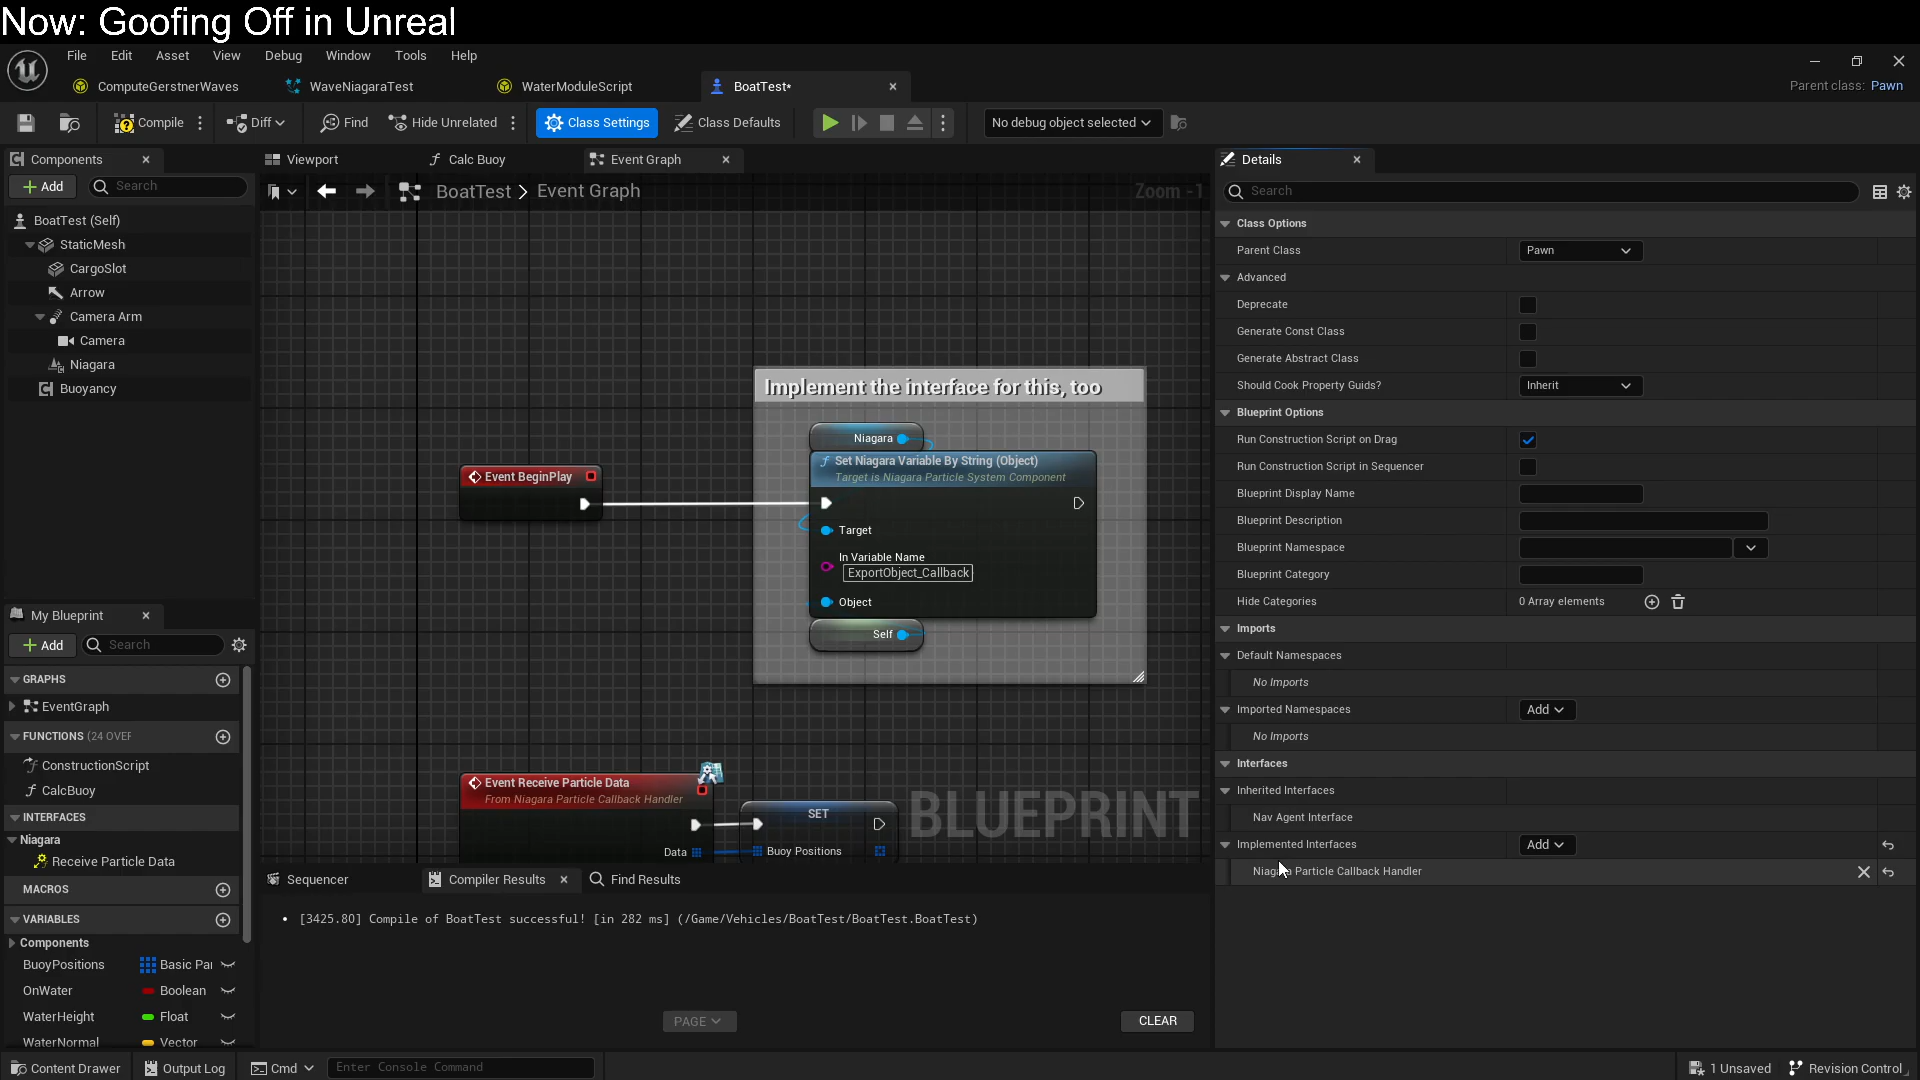 Now: Goofing Off in Unreal
File Edit Asset View Debug Window Tools Help
ComputeGerstnerWaves WaveNiagaraTest WaterModuleScript BoatTest*
Parent class: Pawn
Compile Diff Find Hide Unrelated Class Settings Class Defaults No debug object selected
Components
Add Search
BoatTest (Self)
StaticMesh
CargoSlot
Arrow
Camera Arm
Camera
Niagara
Buoyancy
My Blueprint
Add Search
GRAPHS
EventGraph
FUNCTIONS (24 OVER
ConstructionScript
CalcBuoy
INTERFACES
Niagara
Receive Particle Data
MACROS
VARIABLES
Components
BuoyPositions Basic Par
OnWater Boolean
WaterHeight Float
WaterNormal Vector
Viewport Calc Buoy Event Graph
BoatTest > Event Graph
Zoom -1
Implement the interface for this, too
Niagara
Set Niagara Variable By String (Object)
Target is Niagara Particle System Component
Event BeginPlay
Target
In Variable Name
ExportObject_Callback
Object
Self
Event Receive Particle Data
From Niagara Particle Callback Handler
SET
Data
Buoy Positions
BLUEPRINT
Sequencer Compiler Results Find Results
• [3425.80] Compile of BoatTest successful! [in 282 ms] (/Game/Vehicles/BoatTest/BoatTest.BoatTest)
PAGE
CLEAR
Details
Search
Class Options
Parent Class Pawn
Advanced
Deprecate
Generate Const Class
Generate Abstract Class
Should Cook Property Guids? Inherit
Blueprint Options
Run Construction Script on Drag
Run Construction Script in Sequencer
Blueprint Display Name
Blueprint Description
Blueprint Namespace
Blueprint Category
Hide Categories 0 Array elements
Imports
Default Namespaces
No Imports
Imported Namespaces Add
No Imports
Interfaces
Inherited Interfaces
Nav Agent Interface
Implemented Interfaces Add
Niagara Particle Callback Handler
Content Drawer Output Log Cmd Enter Console Command
1 Unsaved Revision Control